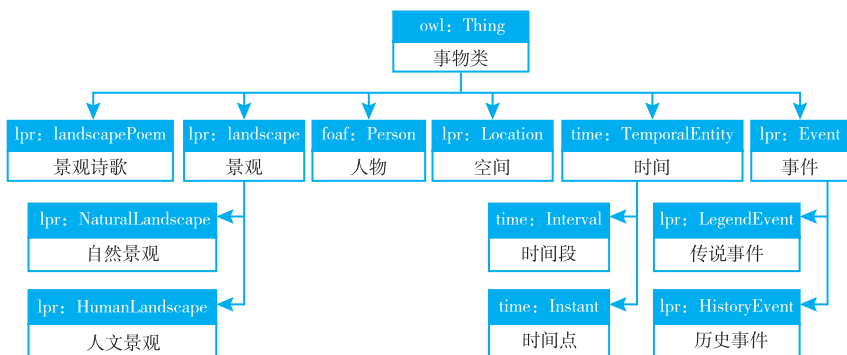 owl：Thing
事物类
lpr：landscapePoem
景观诗歌
lpr：landscape
景观
foaf：Person
人物
lpr：Location
空间
time：TemporalEntity
时间
lpr：Event
事件
lpr：NaturalLandscape
自然景观
time：Interval
时间段
lpr：LegendEvent
传说事件
lpr：HumanLandscape
人文景观
time：Instant
时间点
lpr：HistoryEvent
历史事件